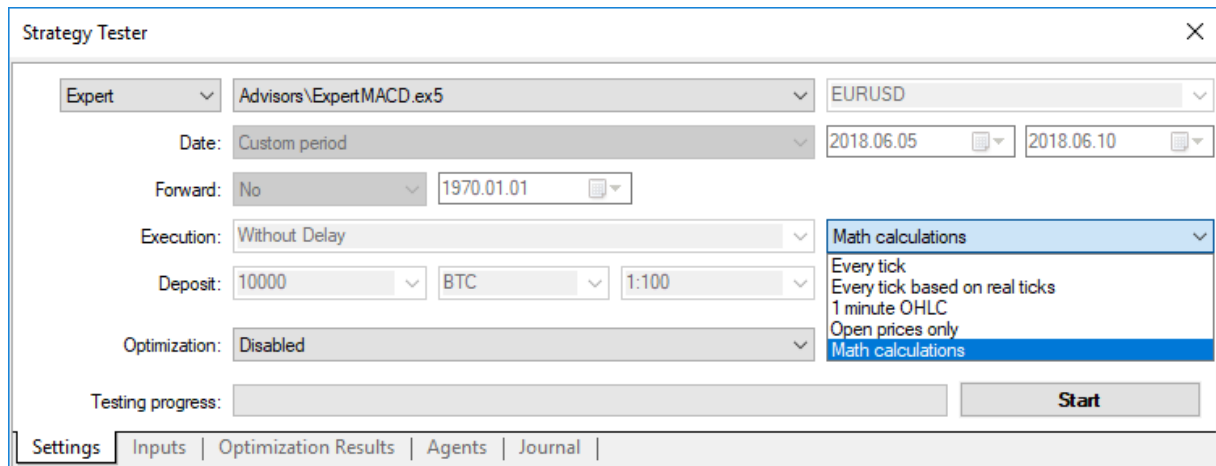 Strategy Tester
Expert Advisors\ExpertMACD.ex5 EURUSD
Date: Custom period 2018.06.05 2018.06.10
Forward: No 1970.01.01
Execution: Without Delay Math calculations
Every tick
Every tick based on real ticks
1 minute OHLC
Open prices only
Math calculations
Deposit: 10000 BTC 1:100
Optimization: Disabled
Testing progress: Start
Settings Inputs Optimization Results Agents Journal